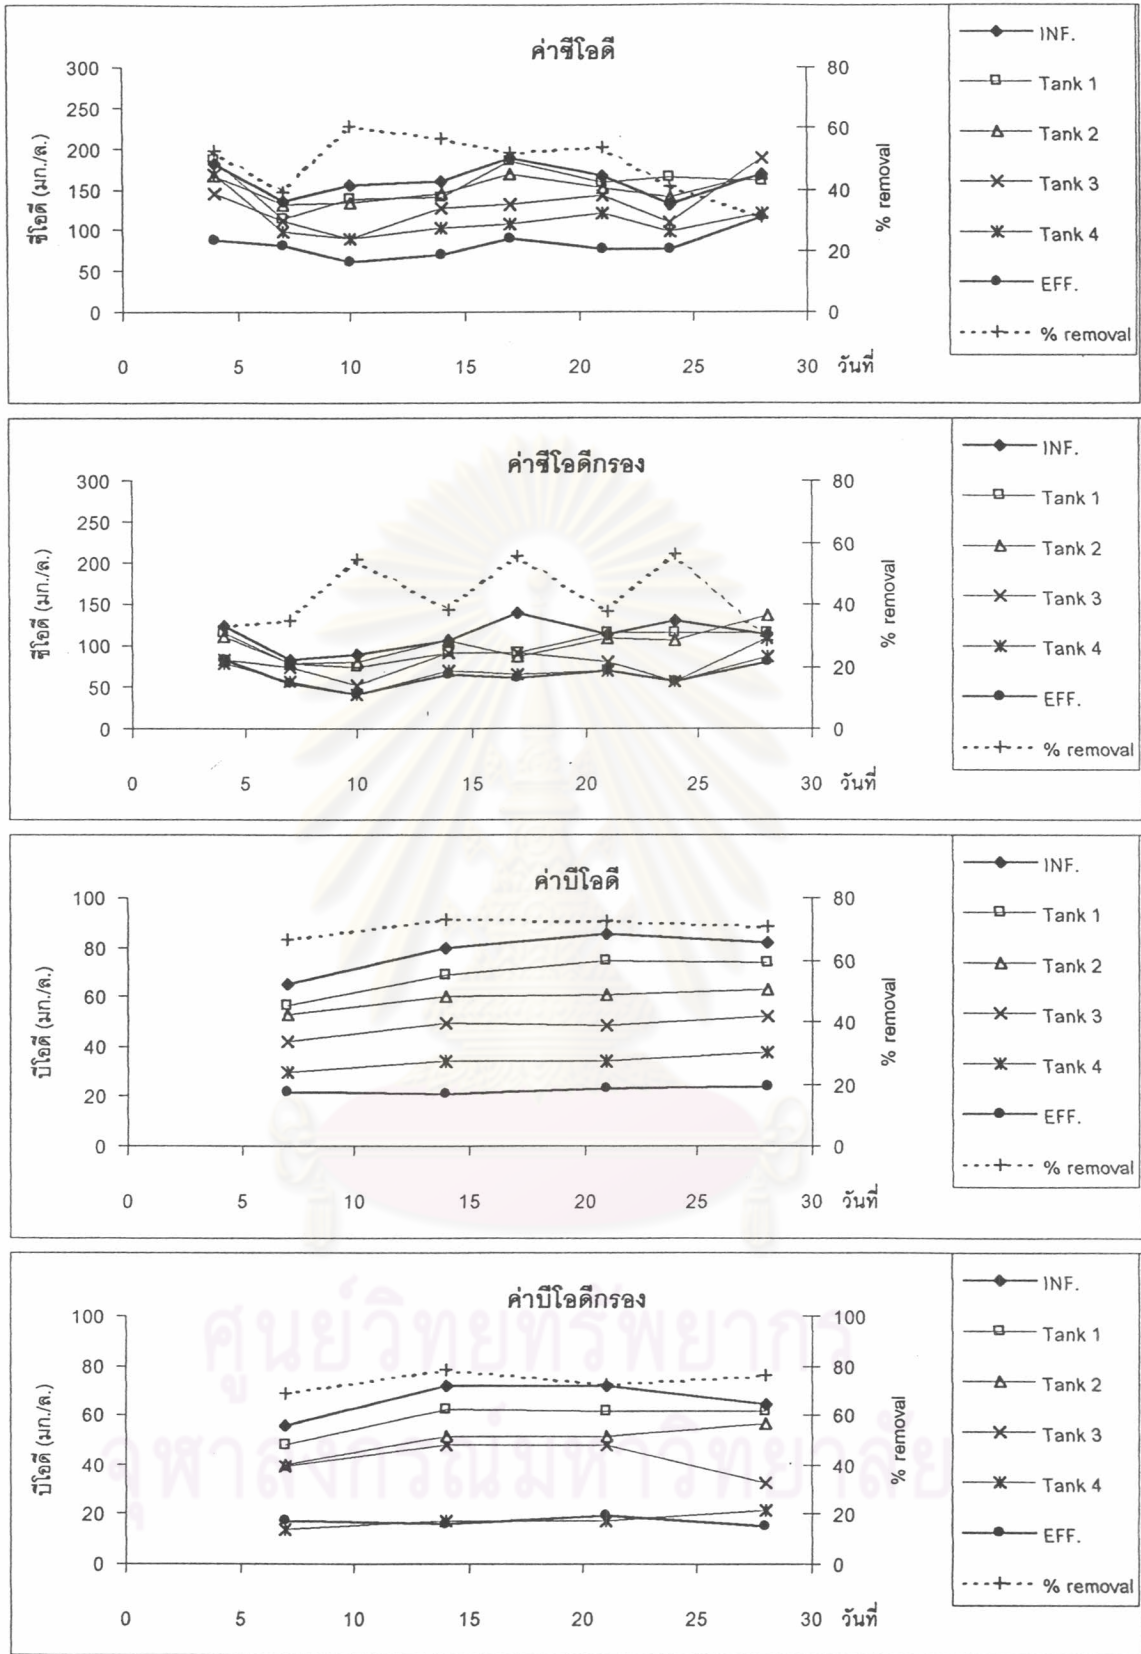 ค่าซีโอดี
300
250
200
150
100
50
0
ซีโอดี (มก./ล.)
80
60
40
20
0
% removal
0 5 10 15 20 25 30 วันที่
INF.
Tank 1
Tank 2
Tank 3
Tank 4
EFF.
% removal
ค่าซีโอดีกรอง
300
250
200
150
100
50
0
ซีโอดี (มก./ล.)
80
60
40
20
0
% removal
0 5 10 15 20 25 30 วันที่
INF.
Tank 1
Tank 2
Tank 3
Tank 4
EFF.
% removal
ค่าบีโอดี
100
80
60
40
20
0
บีโอดี (มก./ล.)
80
60
40
20
0
% removal
0 5 10 15 20 25 30 วันที่
INF.
Tank 1
Tank 2
Tank 3
Tank 4
EFF.
% removal
ค่าบีโอดีกรอง
100
80
60
40
20
0
บีโอดี (มก./ล.)
100
80
60
40
20
0
% removal
0 5 10 15 20 25 30 วันที่
INF.
Tank 1
Tank 2
Tank 3
Tank 4
EFF.
% removal
ศูนย์วิทยทรัพยากร
จุฬาลงกรณ์มหาวิทยาลัย